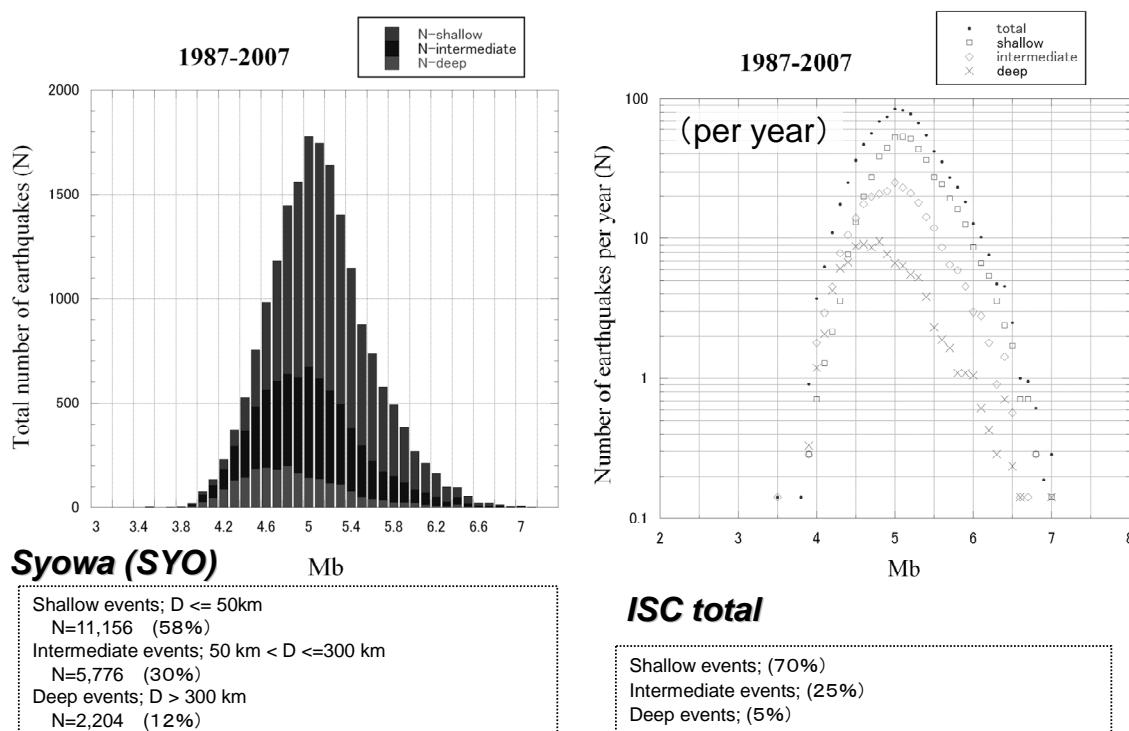 1987-2007
N-shallow
N-intermediate
N-deep
Total number of earthquakes (N)
2000
1500
1000
500
0
3 3.4 3.8 4.2 4.6 5 5.4 5.8 6.2 6.6 7
Mb
Syowa (SYO)
Shallow events; D <= 50km
N=11,156 (58%)
Intermediate events; 50 km < D <=300 km
N=5,776 (30%)
Deep events; D > 300 km
N=2,204 (12%)
1987-2007
total
shallow
intermediate
deep
(per year)
Number of earthquakes per year (N)
100
10
1
0.1
2 3 4 5 6 7 8
Mb
ISC total
Shallow events; (70%)
Intermediate events; (25%)
Deep events; (5%)